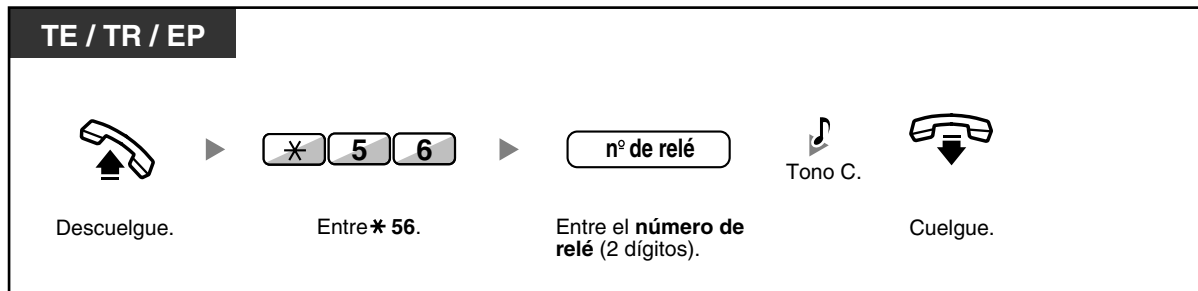 TE / TR / EP
* 5 6
nº de relé
Tono C.
Descuelgue.
Entre * 56.
Entre el número de
relé (2 dígitos).
Cuelgue.